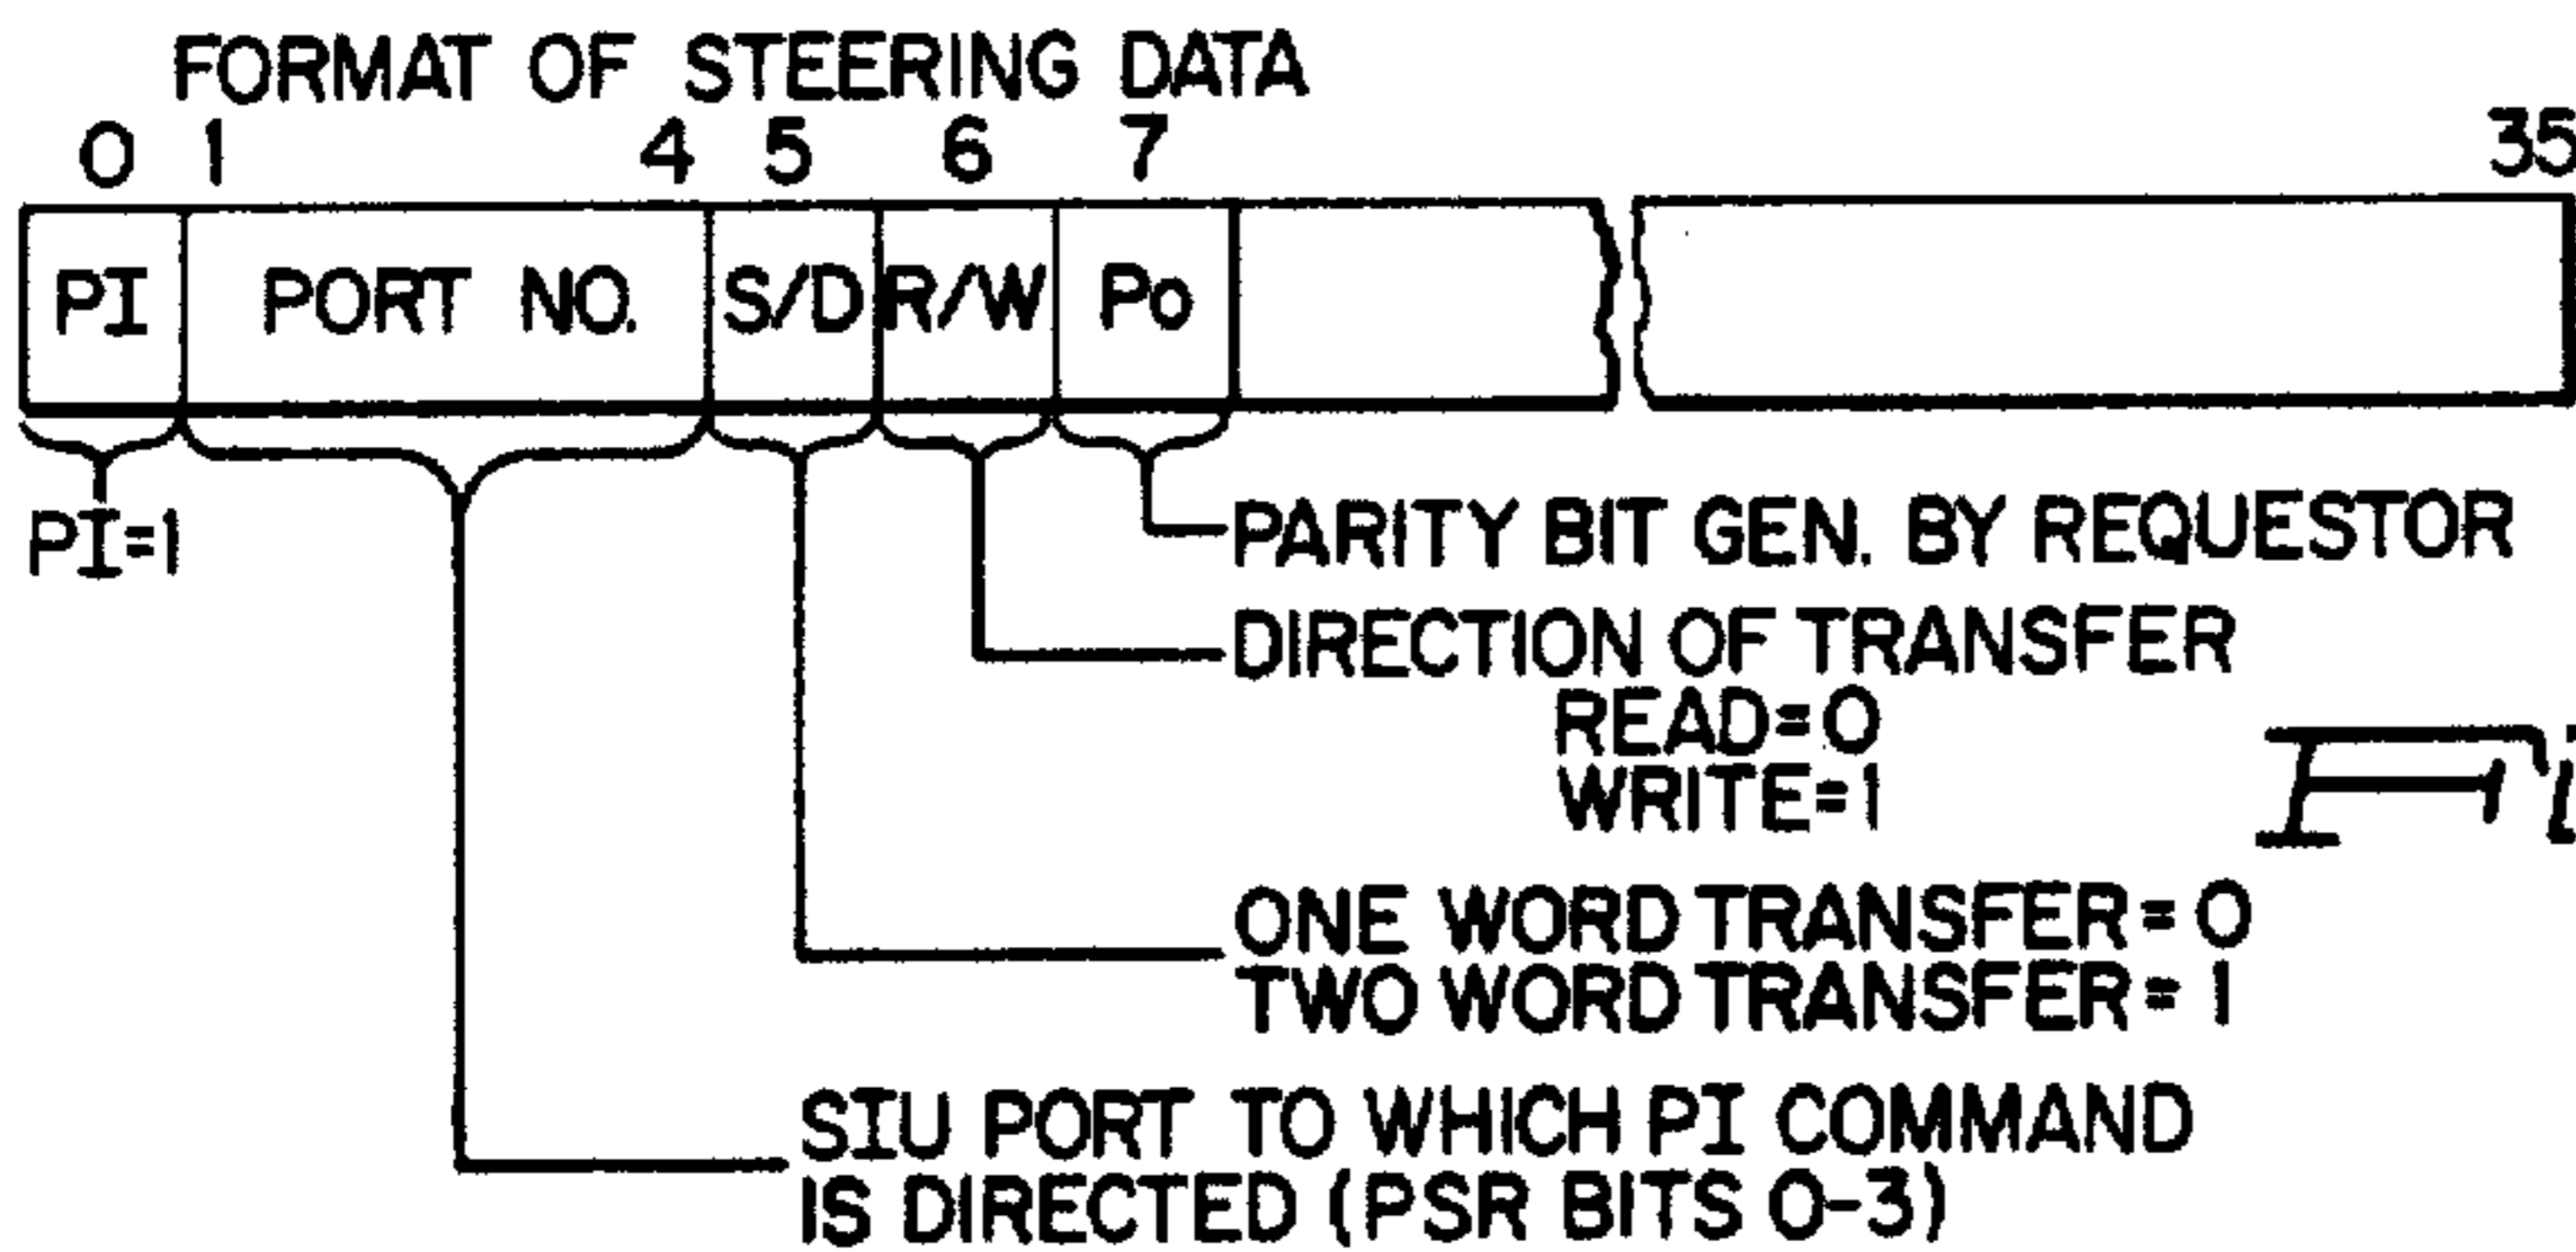 FORMAT OF STEERING DATA
0 1 4 5 6 7 35
PI PORT NO. S/D R/W Po
PI=1
PARITY BIT GEN. BY REQUESTOR
DIRECTION OF TRANSFER
READ=0
WRITE=1
ONE WORD TRANSFER=0
TWO WORD TRANSFER=1
SIU PORT TO WHICH PI COMMAND
IS DIRECTED (PSR BITS 0-3)